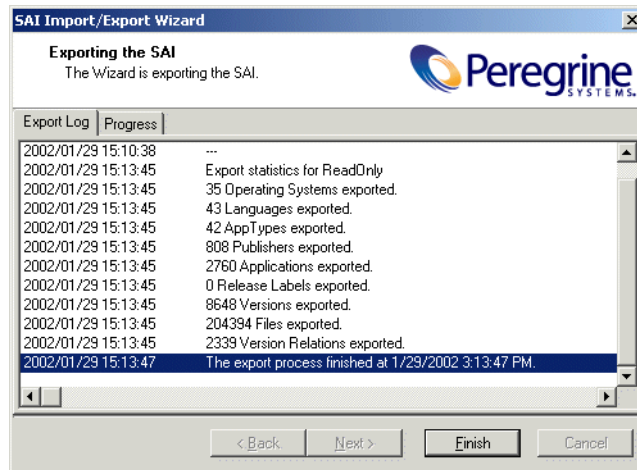 SAI Import/Export Wizard
Exporting the SAI
The Wizard is exporting the SAI.
Peregrine
SYSTEMS
Export Log Progress
2002/01/29 15:10:38 ---
2002/01/29 15:13:45 Export statistics for ReadOnly
2002/01/29 15:13:45 35 Operating Systems exported.
2002/01/29 15:13:45 43 Languages exported.
2002/01/29 15:13:45 42 AppTypes exported.
2002/01/29 15:13:45 808 Publishers exported.
2002/01/29 15:13:45 2760 Applications exported.
2002/01/29 15:13:45 0 Release Labels exported.
2002/01/29 15:13:45 8648 Versions exported.
2002/01/29 15:13:45 204394 Files exported.
2002/01/29 15:13:45 2339 Version Relations exported.
2002/01/29 15:13:47 The export process finished at 1/29/2002 3:13:47 PM.
< Back Next > Finish Cancel